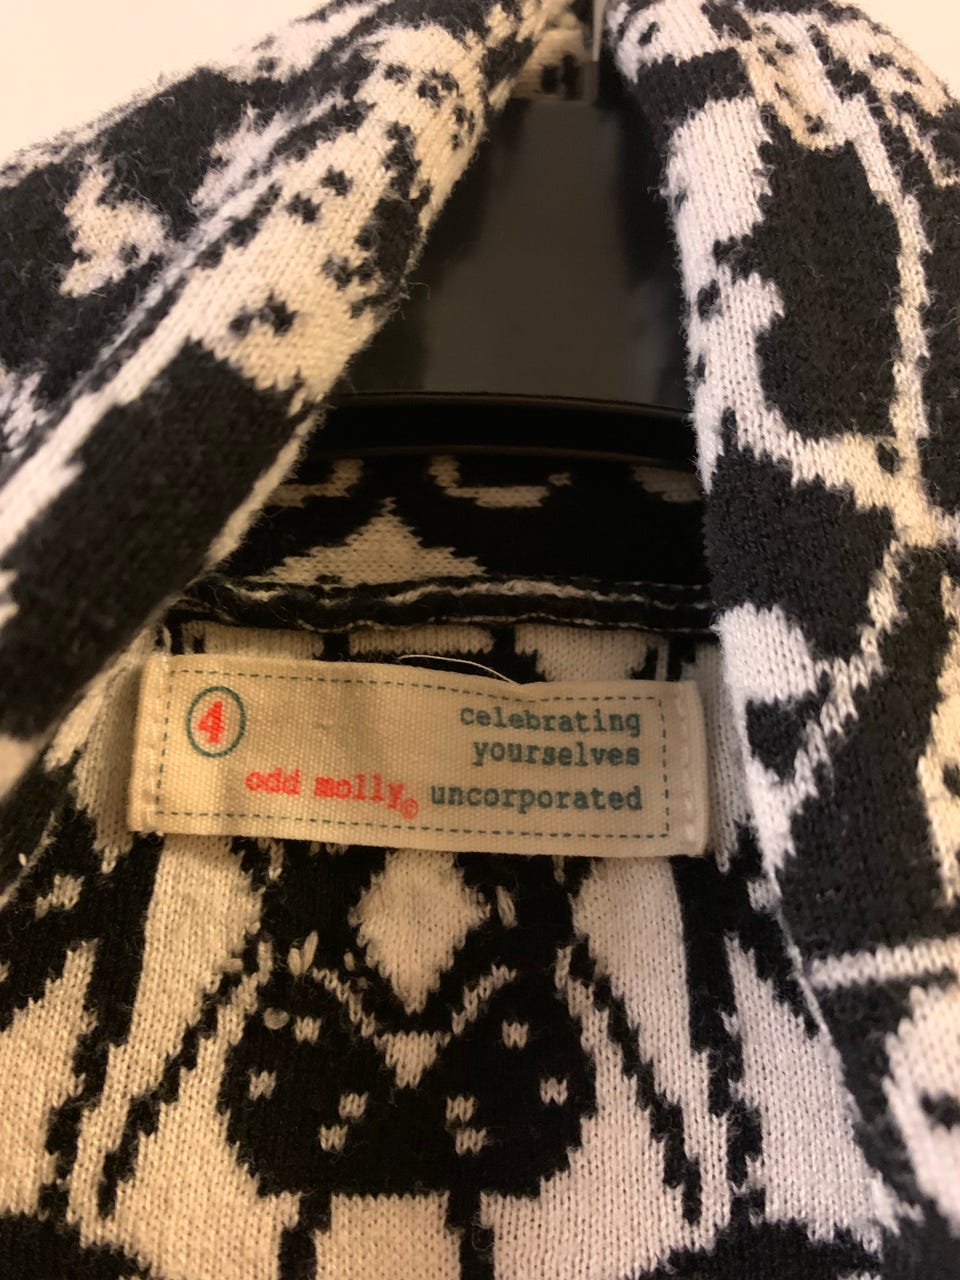 4
celebrating
yourselves
odd molly© uncorporated